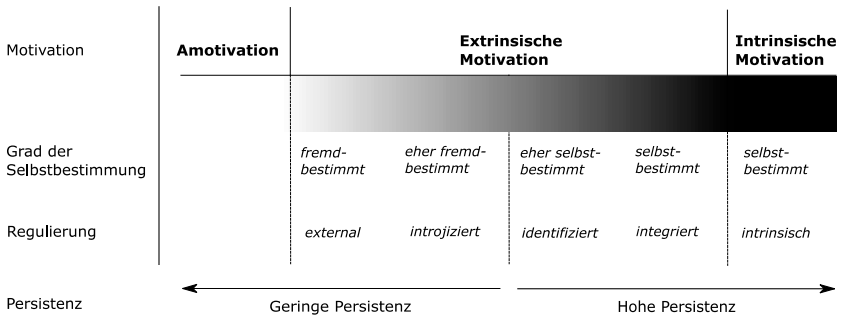 Motivation
Amotivation
Extrinsische
Motivation
Intrinsische
Motivation
Grad der
Selbstbestimmung
fremd-
bestimmt
eher fremd-
bestimmt
eher selbst-
bestimmt
selbst-
bestimmt
selbst-
bestimmt
Regulierung
external
introjiziert
identifiziert
integriert
intrinsisch
Persistenz
Geringe Persistenz
Hohe Persistenz